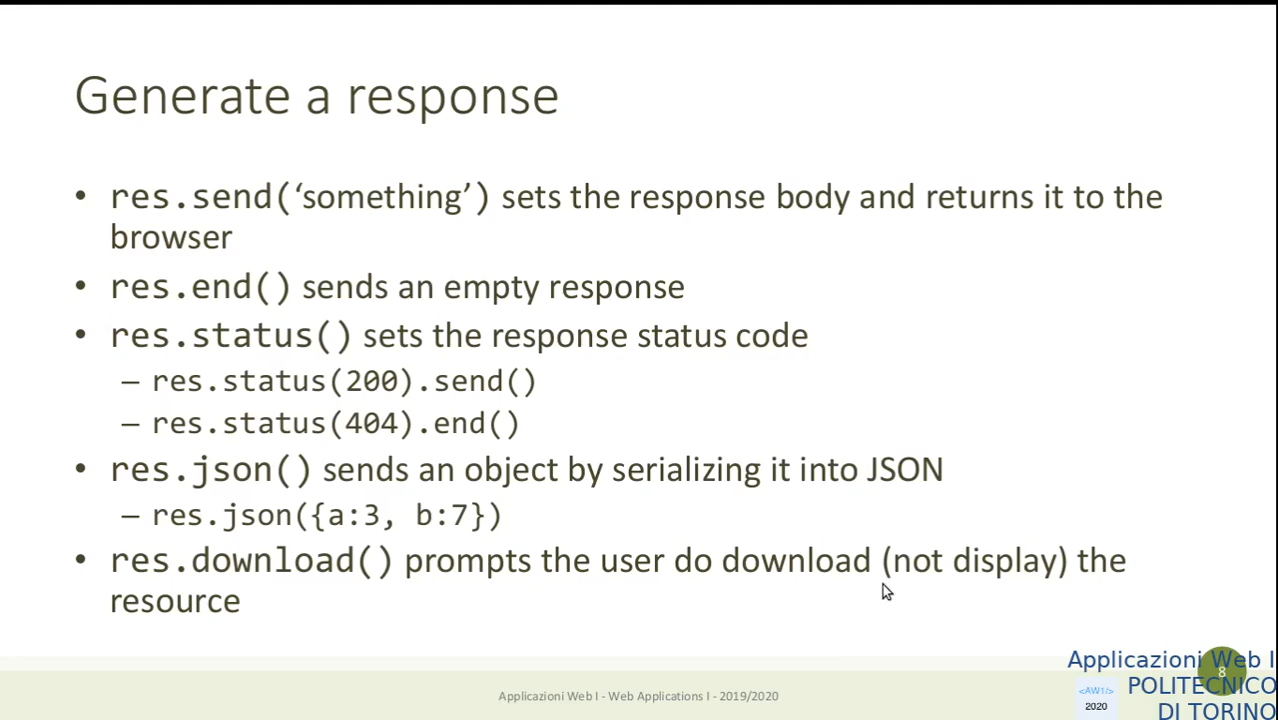 Generate a response
• res.send(‘something’) sets the response body and returns it to the
browser
• res.end() sends an empty response
• res.status() sets the response status code
– res.status(200).send()
– res.status(404).end()
• res.json() sends an object by serializing it into JSON
– res.json({a:3, b:7})
• res.download() prompts the user do download (not display) the
resource
Applicazioni Web I - Web Applications I - 2019/2020
8
Applicazioni Web I
POLITECNICO
DI TORINO
<AW1/>
2020